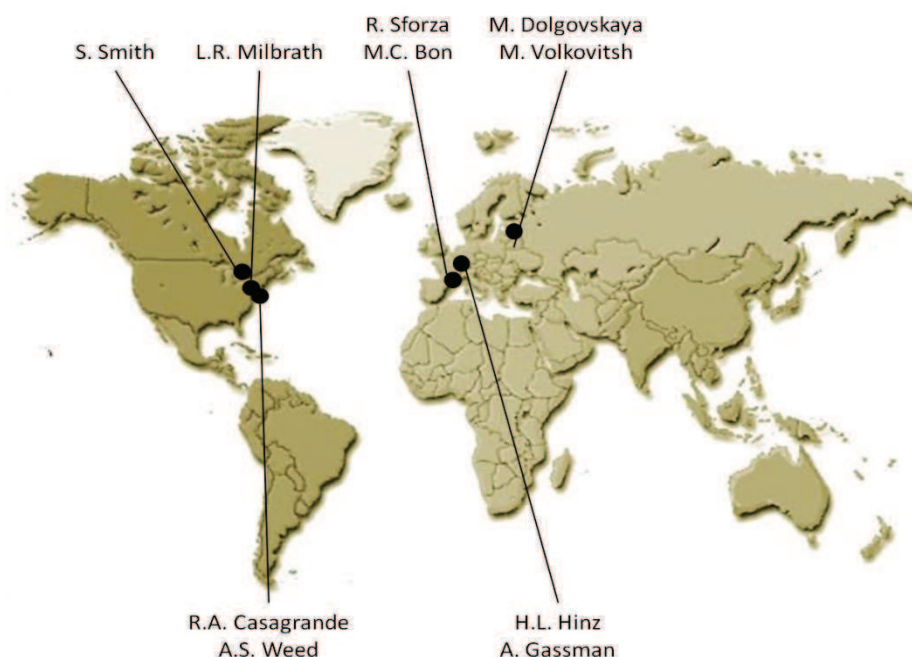 S. Smith
L.R. Milbrath
R. Sforza
M.C. Bon
M. Dolgovskaya
M. Volkovitsh
R.A. Casagrande
A.S. Weed
H.L. Hinz
A. Gassman